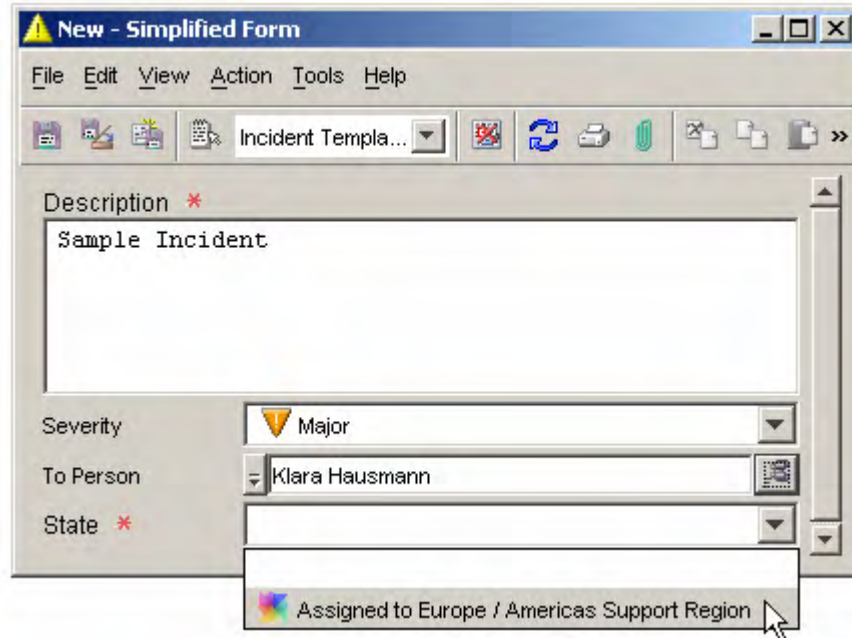 New - Simplified Form
File Edit View Action Tools Help
Incident Templa... »
Description *
Sample Incident
Severity Major
To Person Klara Hausmann
State *
Assigned to Europe / Americas Support Region